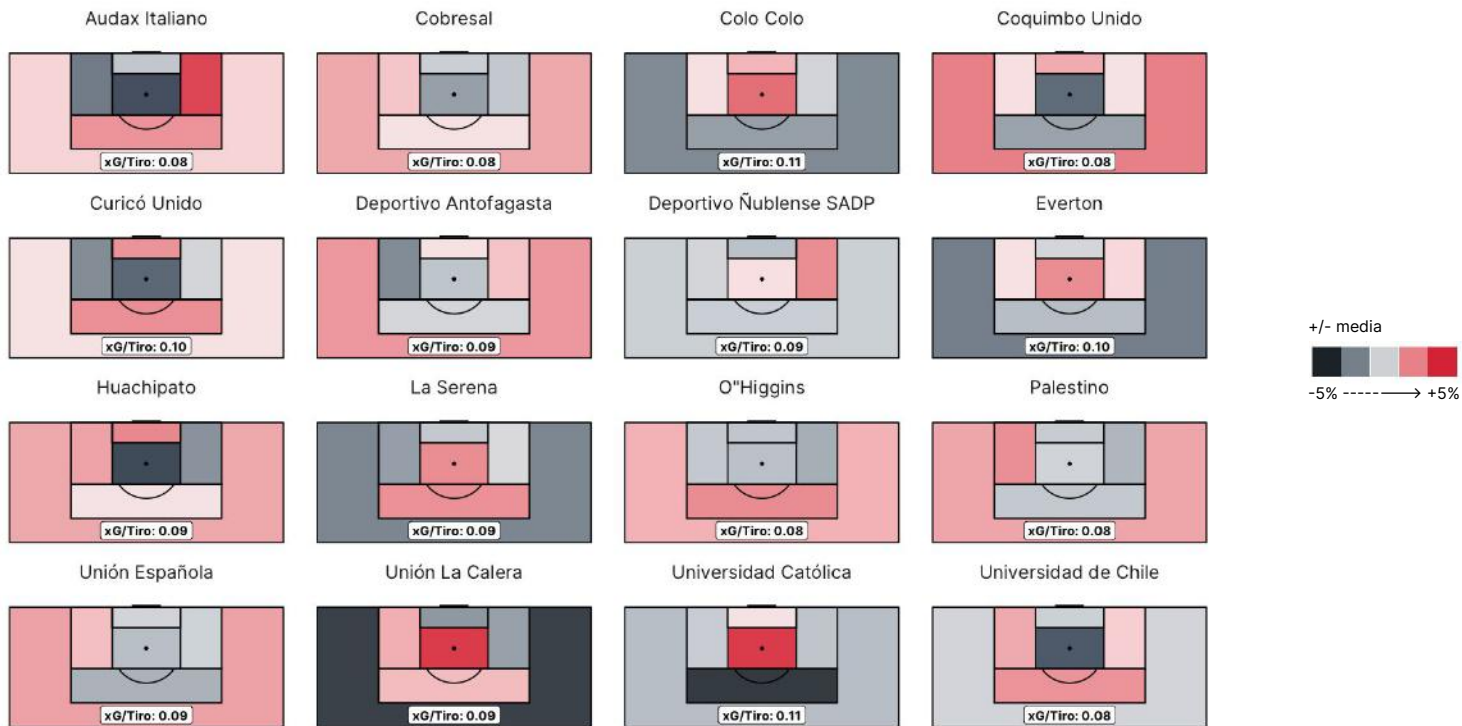 Audax Italiano
Cobresal
Colo Colo
Coquimbo Unido
xG/Tiro: 0.08
xG/Tiro: 0.08
xG/Tiro: 0.11
xG/Tiro: 0.08
Curicó Unido
Deportivo Antofagasta
Deportivo Ñublense SADP
Everton
xG/Tiro: 0.10
xG/Tiro: 0.09
xG/Tiro: 0.09
xG/Tiro: 0.10
+/- media
-5% ------→ +5%
Huachipato
La Serena
O"Higgins
Palestino
xG/Tiro: 0.09
xG/Tiro: 0.09
xG/Tiro: 0.08
xG/Tiro: 0.08
Unión Española
Unión La Calera
Universidad Católica
Universidad de Chile
xG/Tiro: 0.09
xG/Tiro: 0.09
xG/Tiro: 0.11
xG/Tiro: 0.08